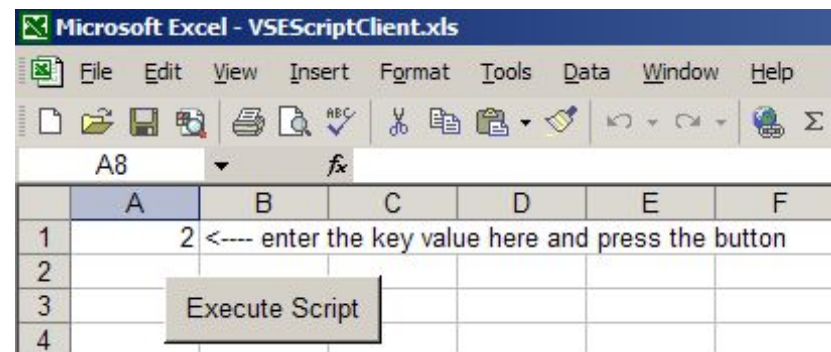 Microsoft Excel - VSEScriptClient.xls
File Edit View Insert Format Tools Data Window Help
ABC Σ
A8 fx
A B C D E F
1 2 <---- enter the key value here and press the button
2
3 Execute Script
4